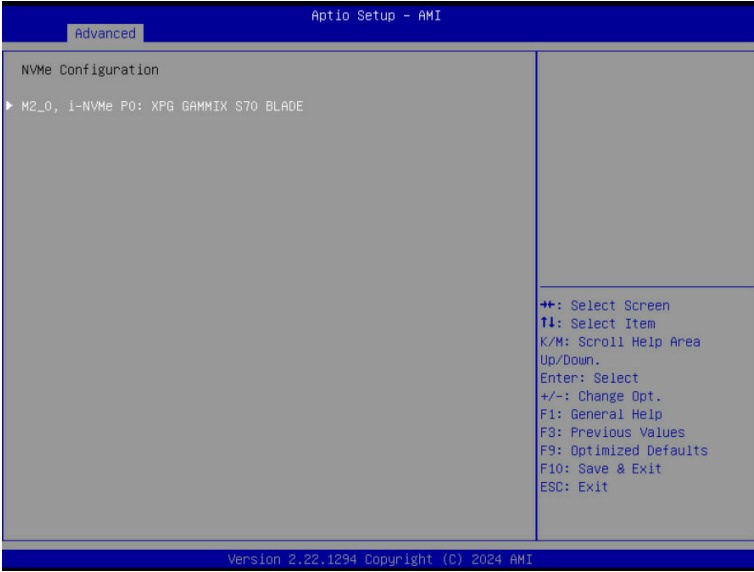 Aptio Setup – AMI
Advanced
NVMe Configuration
▶ M2_0, i-NVMe P0: XPG GAMMIX S70 BLADE
→←: Select Screen
↑↓: Select Item
K/M: Scroll Help Area
Up/Down.
Enter: Select
+/-: Change Opt.
F1: General Help
F3: Previous Values
F9: Optimized Defaults
F10: Save & Exit
ESC: Exit
Version 2.22.1294 Copyright (C) 2024 AMI